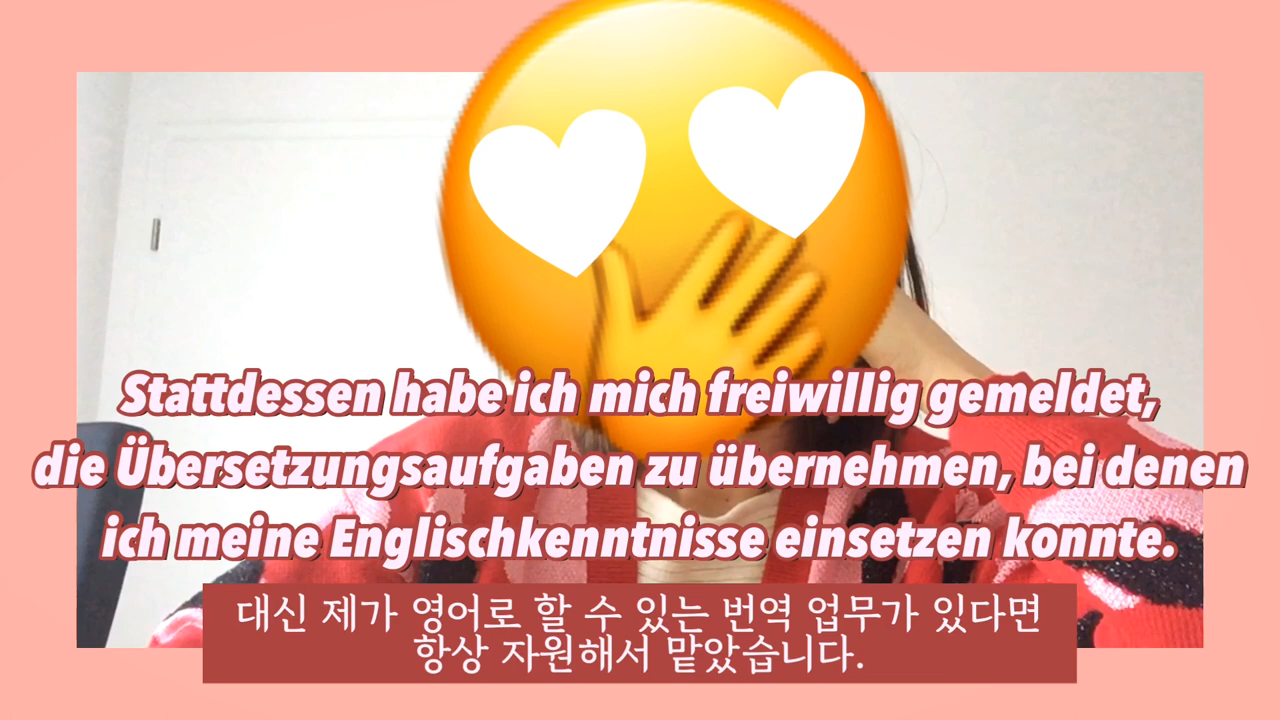 Stattdessen habe ich mich freiwillig gemeldet,
die Übersetzungsaufgaben zu übernehmen, bei denen
ich meine Englischkenntnisse einsetzen konnte.
대신 제가 영어로 할 수 있는 번역 업무가 있다면
항상 자원해서 맡았습니다.